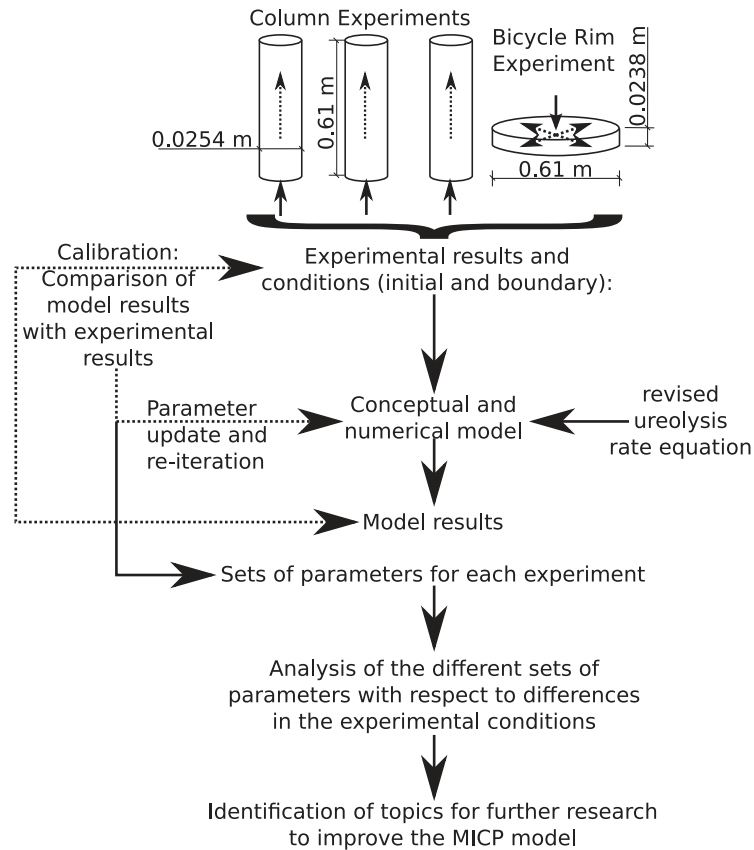 Column Experiments
Bicycle Rim
Experiment
0.0254 m
0.61 m
0.0238 m
0.61 m
Calibration:
Comparison of
model results
with experimental
results
Experimental results and
conditions (initial and boundary):
Parameter
update and
re-iteration
Conceptual and
numerical model
revised
ureolysis
rate equation
Model results
Sets of parameters for each experiment
Analysis of the different sets of
parameters with respect to differences
in the experimental conditions
Identification of topics for further research
to improve the MICP model